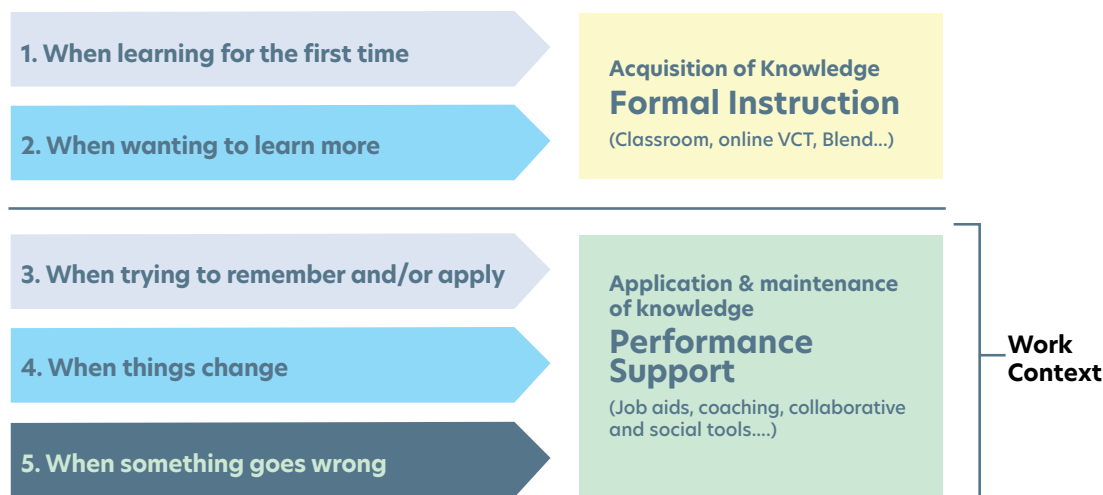 1. When learning for the first time
2. When wanting to learn more
Acquisition of Knowledge
Formal Instruction
(Classroom, online VCT, Blend...)
3. When trying to remember and/or apply
4. When things change
5. When something goes wrong
Application & maintenance
of knowledge
Performance
Support
(Job aids, coaching, collaborative
and social tools....)
Work
Context